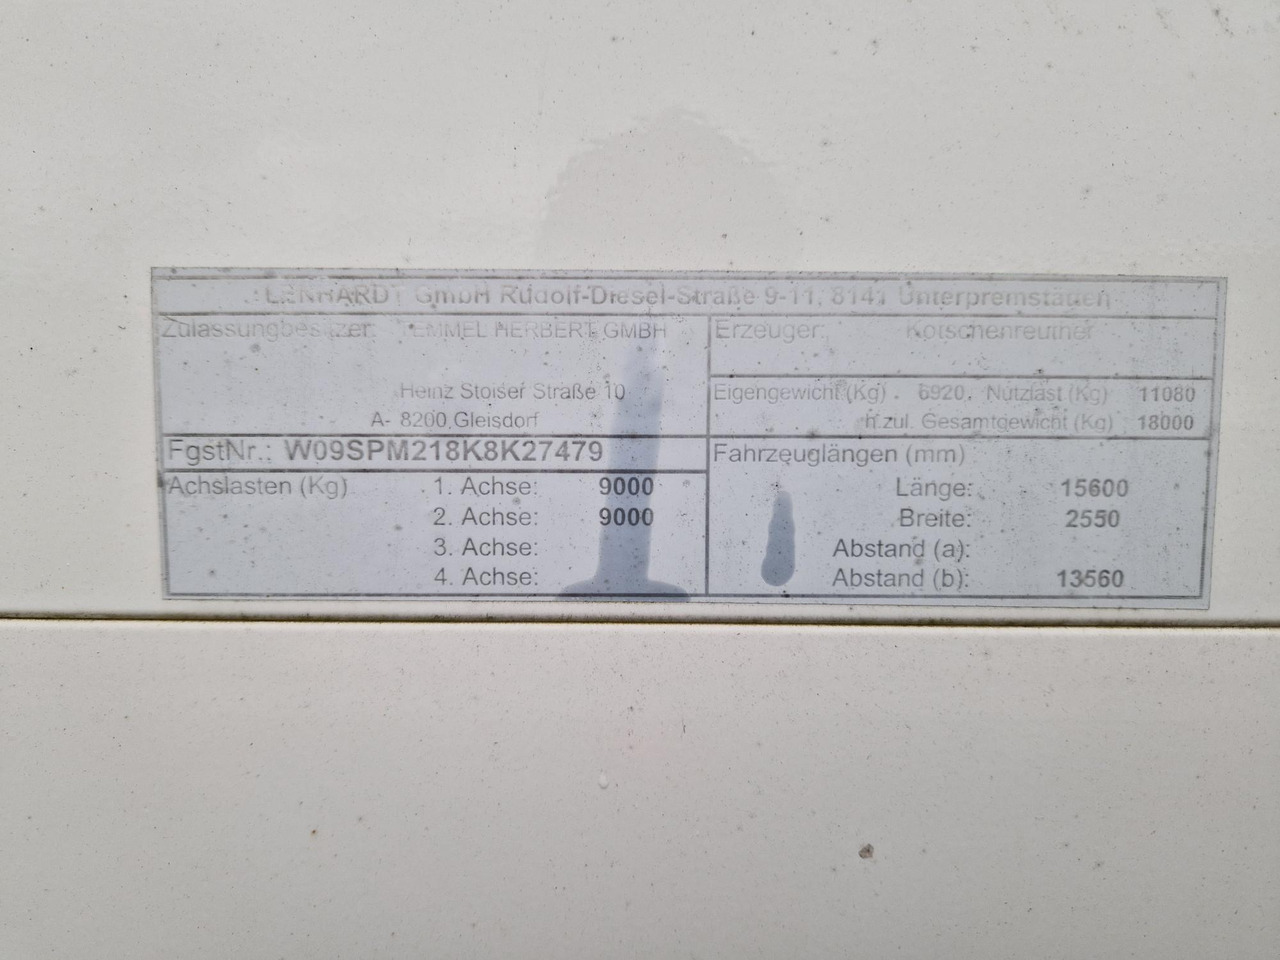 LENHARDT GmbH Rudolf-Diesel-Straße 9-11, 8141 Unterpremstätten
Zulassungbesitzer: TEMMEL HERBERT GMBH
Heinz Stoiser Straße 10
A- 8200,Gleisdorf
Erzeuger: Kotschenreuther
Eigengewicht (Kg) 6920, Nutzlast (Kg) 11080
h.zul. Gesamtgewicht (Kg) 18000
FgstNr.: W09SPM218K8K27479
Achslasten (Kg) 1. Achse: 9000
2. Achse: 9000
3. Achse:
4. Achse:
Fahrzeuglängen (mm)
Länge: 15600
Breite: 2550
Abstand (a):
Abstand (b): 13560